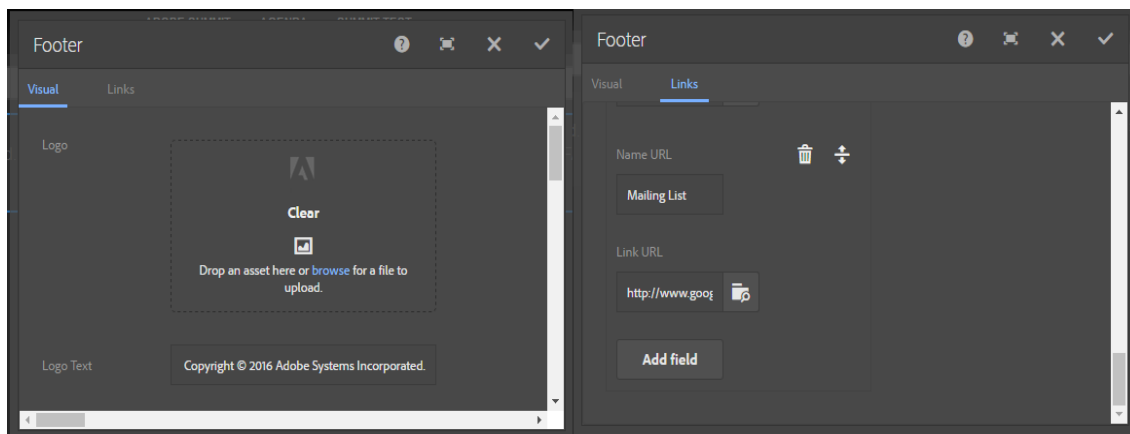 Footer
Visual Links
Logo
Clear
Drop an asset here or browse for a file to
upload.
Logo Text
Copyright © 2016 Adobe Systems Incorporated.
Footer
Visual Links
Name URL
Mailing List
Link URL
http://www.goog
Add field